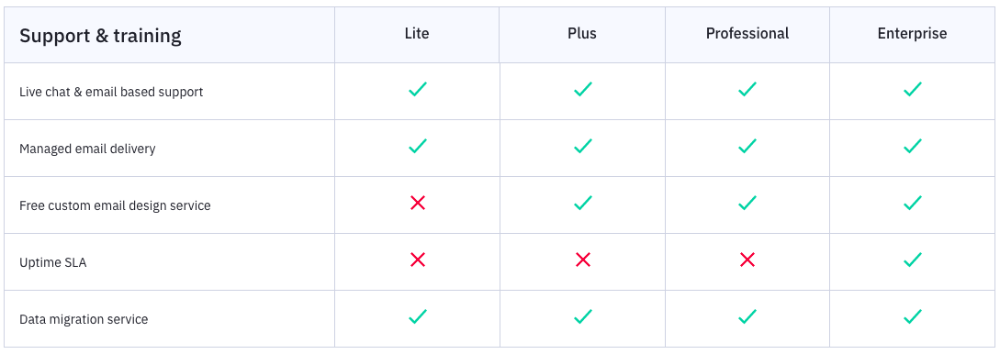 Support & training Lite Plus Professional Enterprise
Live chat & email based support
Managed email delivery
Free custom email design service
Uptime SLA
Data migration service